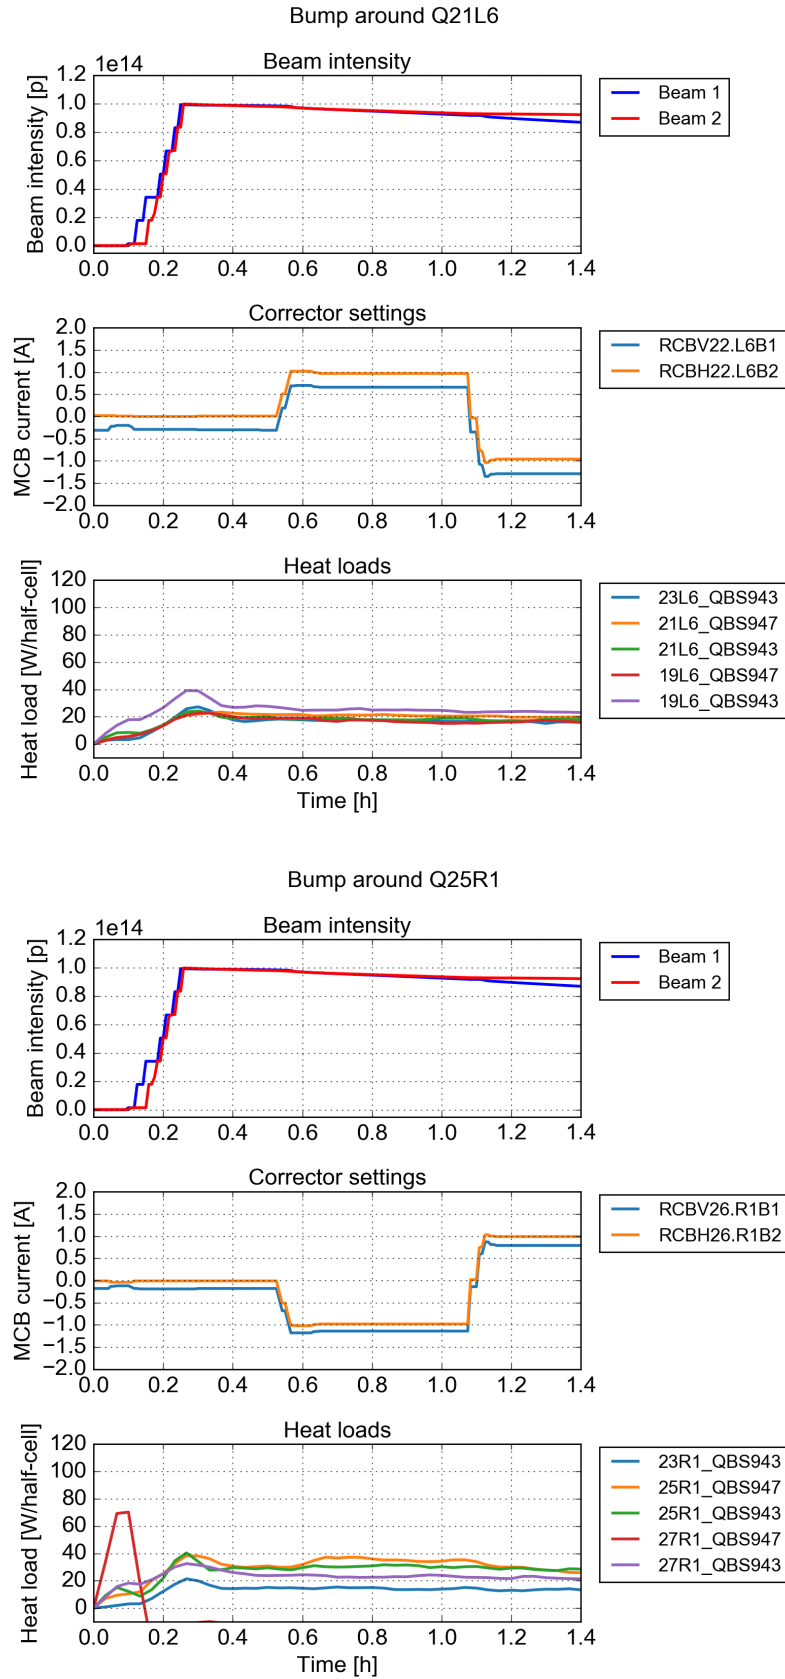 Bump around Q21L6
Beam intensity
1e14
Beam intensity [p]
1.2
1.0
0.8
0.6
0.4
0.2
0.0
0.0 0.2 0.4 0.6 0.8 1.0 1.2 1.4
Beam 1
Beam 2
Corrector settings
MCB current [A]
2.0
1.5
1.0
0.5
0.0
−0.5
−1.0
−1.5
−2.0
0.0 0.2 0.4 0.6 0.8 1.0 1.2 1.4
RCBV22.L6B1
RCBH22.L6B2
Heat loads
Heat load [W/half-cell]
120
100
80
60
40
20
0
0.0 0.2 0.4 0.6 0.8 1.0 1.2 1.4
Time [h]
23L6_QBS943
21L6_QBS947
21L6_QBS943
19L6_QBS947
19L6_QBS943
Bump around Q25R1
Beam intensity
1e14
Beam intensity [p]
1.2
1.0
0.8
0.6
0.4
0.2
0.0
0.0 0.2 0.4 0.6 0.8 1.0 1.2 1.4
Beam 1
Beam 2
Corrector settings
MCB current [A]
2.0
1.5
1.0
0.5
0.0
−0.5
−1.0
−1.5
−2.0
0.0 0.2 0.4 0.6 0.8 1.0 1.2 1.4
RCBV26.R1B1
RCBH26.R1B2
Heat loads
Heat load [W/half-cell]
120
100
80
60
40
20
0
0.0 0.2 0.4 0.6 0.8 1.0 1.2 1.4
Time [h]
23R1_QBS943
25R1_QBS947
25R1_QBS943
27R1_QBS947
27R1_QBS943